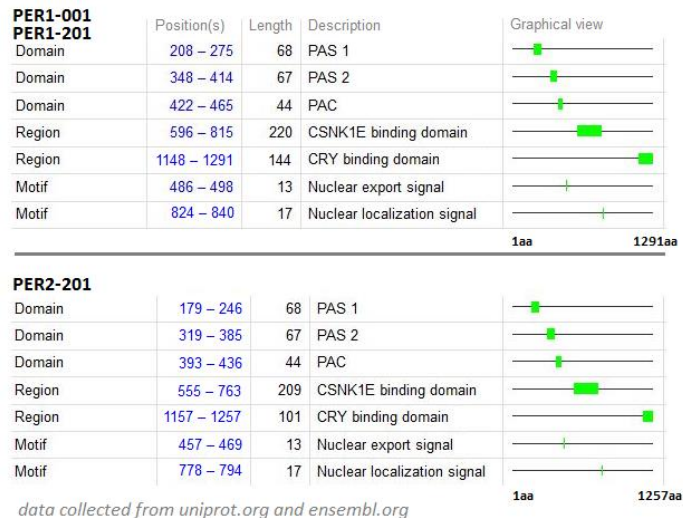 PER1-001
PER1-201
Position(s) Length Description Graphical view
Domain 208 – 275 68 PAS 1
Domain 348 – 414 67 PAS 2
Domain 422 – 465 44 PAC
Region 596 – 815 220 CSNK1E binding domain
Region 1148 – 1291 144 CRY binding domain
Motif 486 – 498 13 Nuclear export signal
Motif 824 – 840 17 Nuclear localization signal
1aa 1291aa
PER2-201
Domain 179 – 246 68 PAS 1
Domain 319 – 385 67 PAS 2
Domain 393 – 436 44 PAC
Region 555 – 763 209 CSNK1E binding domain
Region 1157 – 1257 101 CRY binding domain
Motif 457 – 469 13 Nuclear export signal
Motif 778 – 794 17 Nuclear localization signal
1aa 1257aa
data collected from uniprot.org and ensembl.org